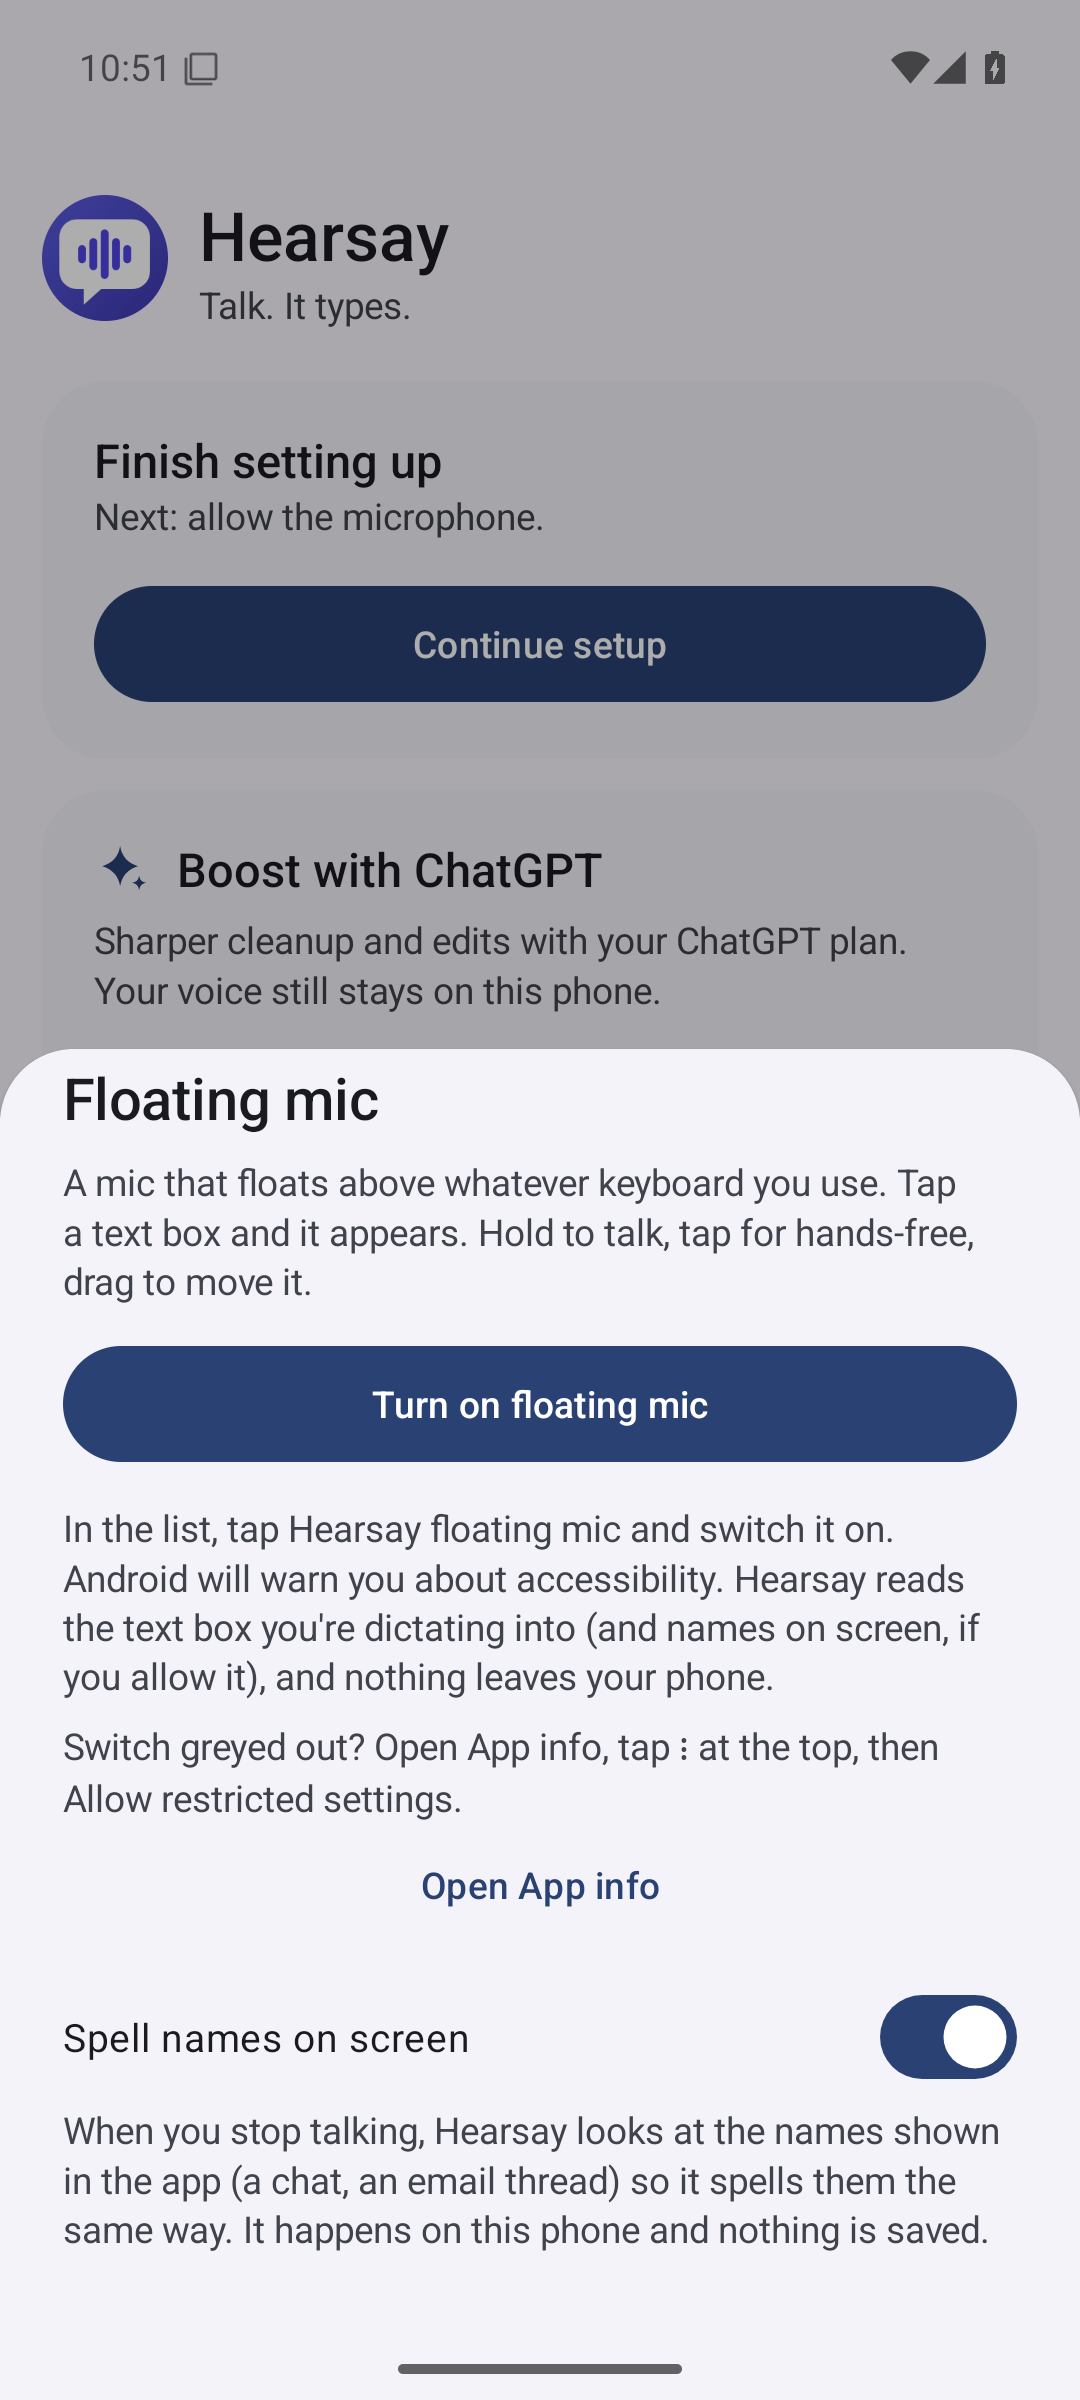 10:51
Hearsay
Talk. It types.
Finish setting up
Next: allow the microphone.
Continue setup
Boost with ChatGPT
Sharper cleanup and edits with your ChatGPT plan.
Your voice still stays on this phone.
Floating mic
A mic that floats above whatever keyboard you use. Tap
a text box and it appears. Hold to talk, tap for hands-free,
drag to move it.
Turn on floating mic
In the list, tap Hearsay floating mic and switch it on.
Android will warn you about accessibility. Hearsay reads
the text box you're dictating into (and names on screen, if
you allow it), and nothing leaves your phone.
Switch greyed out? Open App info, tap ⋮ at the top, then
Allow restricted settings.
Open App info
Spell names on screen
When you stop talking, Hearsay looks at the names shown
in the app (a chat, an email thread) so it spells them the
same way. It happens on this phone and nothing is saved.